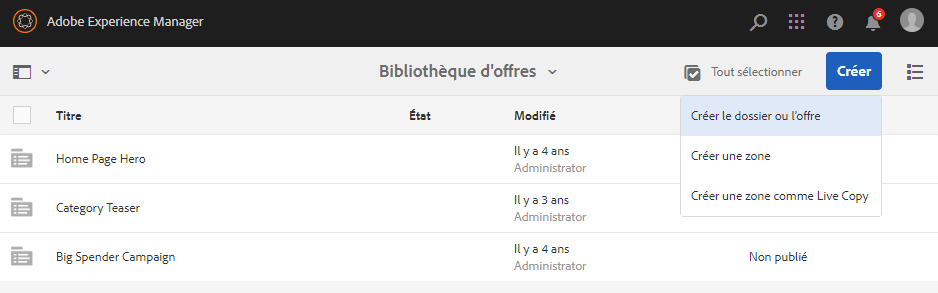 Adobe Experience Manager
6
Bibliothèque d'offres
Tout sélectionner
Créer
Titre
État
Modifié
Créer le dossier ou l'offre
Créer une zone
Créer une zone comme Live Copy
Home Page Hero
Il y a 4 ans
Administrator
Category Teaser
Il y a 3 ans
Administrator
Big Spender Campaign
Il y a 4 ans
Administrator
Non publié